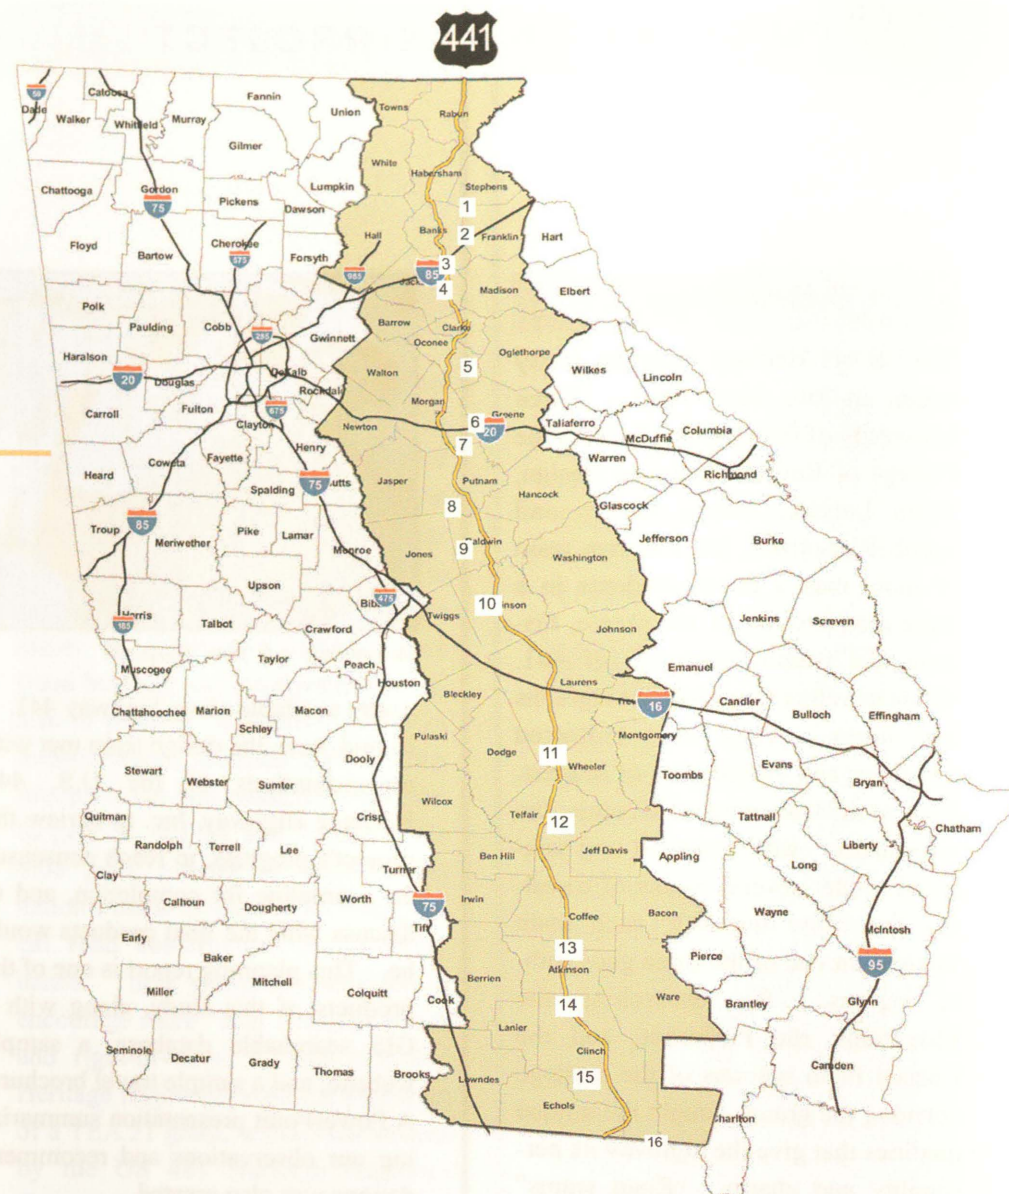 441
59
Dade
Catoosa
Walker
Whitfield
Murray
Fannin
Union
Towns
Rabun
Gilmer
White
Habersham
Chattooga
Gordon
75
Pickens
Lumpkin
Dawson
Stephens
1
Floyd
Bartow
Cherokee
575
Forsyth
Hall
985
Banks
2
Franklin
Hart
3
85
4
Madison
Elbert
Polk
Paulding
Cobb
285
Gwinnett
Barrow
Clarke
Oconee
Oglethorpe
Haralson
20
Douglas
DeKalb
Rockdale
Walton
5
Wilkes
Lincoln
Carroll
Fulton
675
Clayton
Henry
Newton
Morgan
6
Greene
20
Taliaferro
McDuffie
Columbia
7
Warren
Richmond
Heard
Coweta
Fayette
Spalding
75
utts
Jasper
Putnam
Hancock
Glascock
Troup
85
Meriwether
Pike
Lamar
Monroe
8
Jones
9
Baldwin
Washington
Jefferson
Burke
Upson
475
Harris
185
Talbot
Crawford
Twiggs
10
nson
Johnson
Jenkins
Screven
Muscogee
Taylor
Peach
Houston
Bleckley
Laurens
Emanuel
16
Chattahoochee
Marion
Schley
Macon
Candler
Bulloch
Effingham
Pulaski
Dodge
11
Wheeler
Montgomery
Stewart
Webster
Sumter
Dooly
Toombs
Evans
Bryan
Quitman
Crisp
Wilcox
Telfair
12
Tattnall
Chatham
Randolph
Terrell
Lee
Ben Hill
Jeff Davis
Appling
Long
Liberty
Clay
Calhoun
Dougherty
Worth
Turner
75
Tift
Irwin
Coffee
Bacon
Wayne
McIntosh
Early
Baker
13
Atkinson
Pierce
95
Miller
Mitchell
Colquitt
Cook
Berrien
14
Ware
Brantley
Glynn
Seminole
Decatur
Grady
Thomas
Brooks
Lanier
Lowndes
Clinch
15
Echols
Camden
Charlton
16